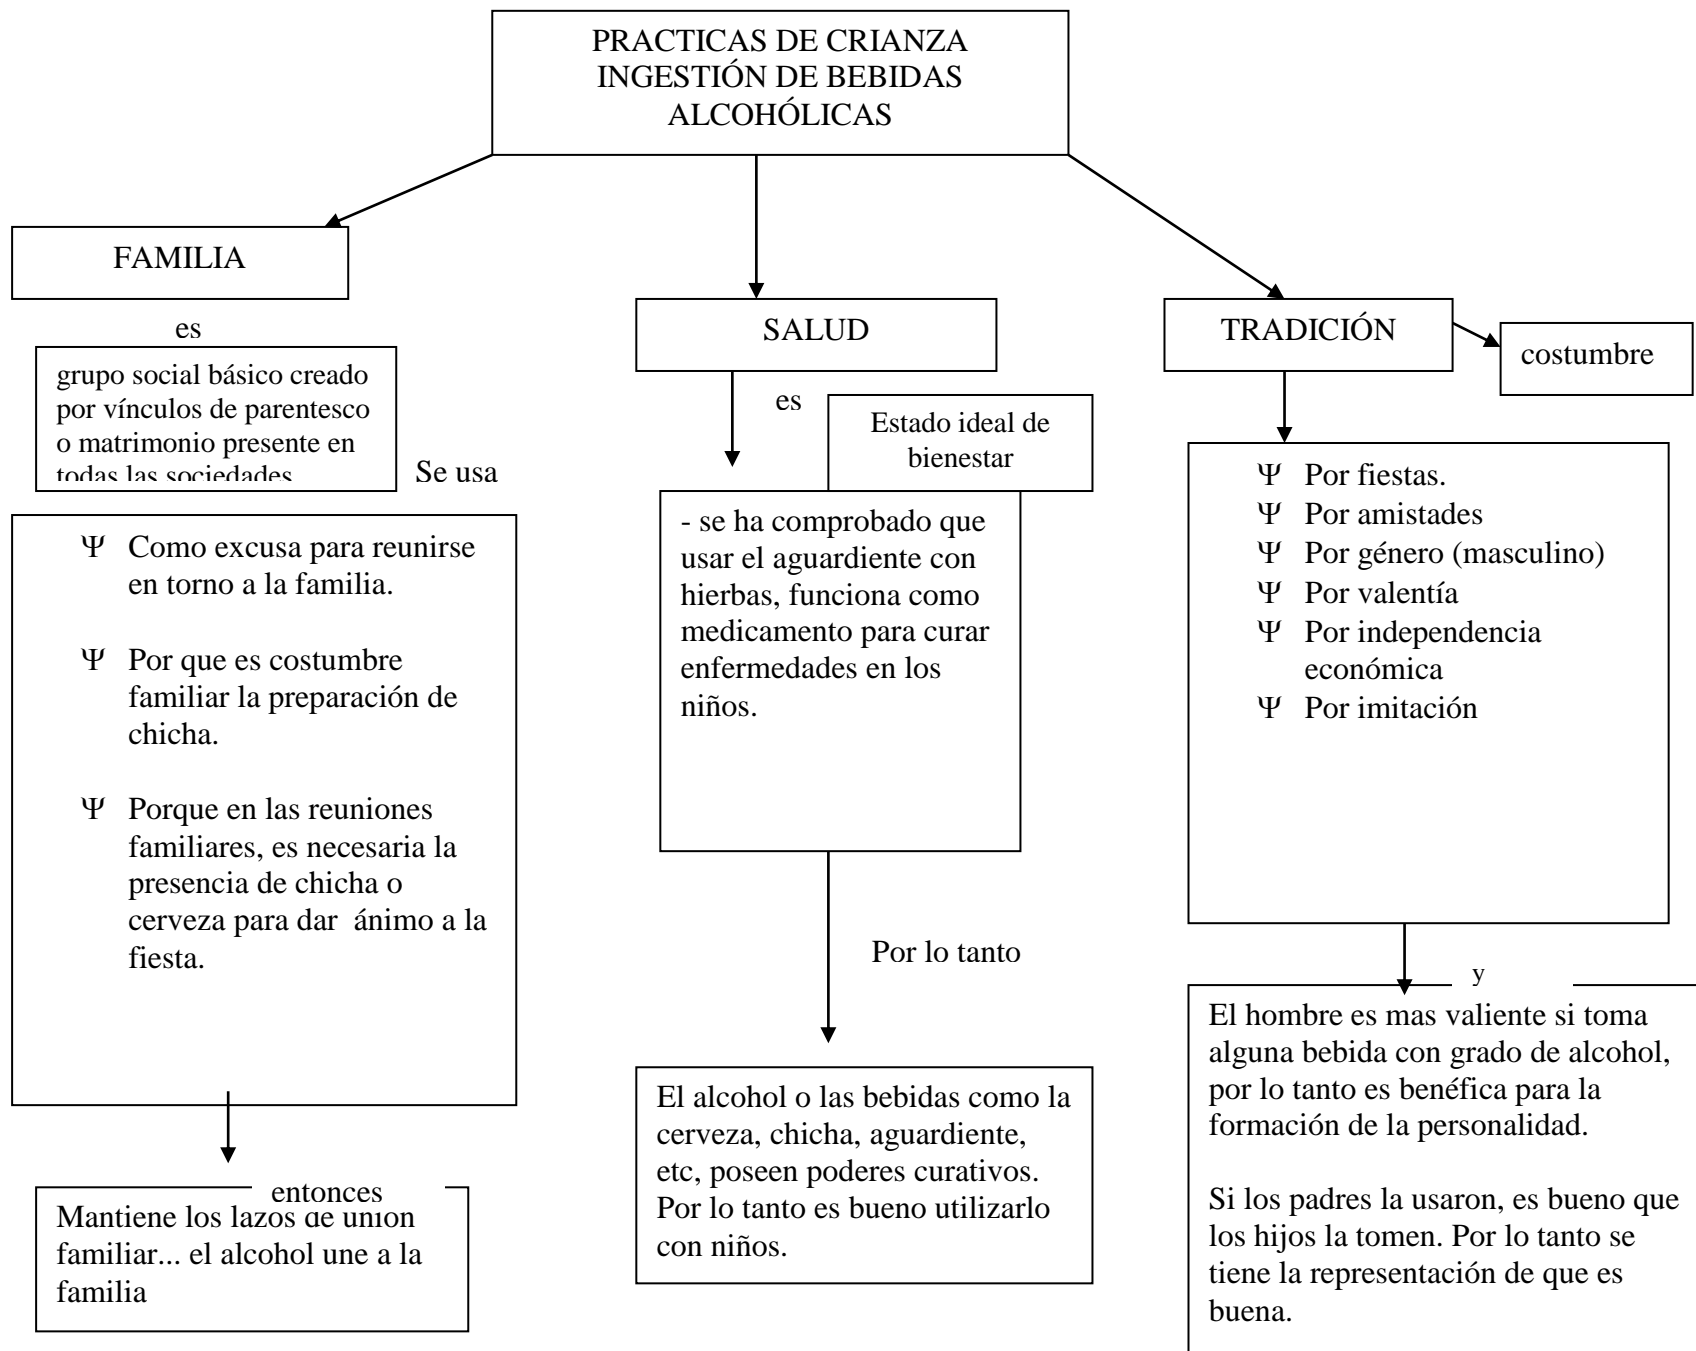 PRACTICAS DE CRIANZA
INGESTIÓN DE BEBIDAS
ALCOHÓLICAS
FAMILIA
es
grupo social básico creado
por vínculos de parentesco
o matrimonio presente en
todas las sociedades
Se usa
Ψ Como excusa para reunirse
en torno a la familia.
Ψ Por que es costumbre
familiar la preparación de
chicha.
Ψ Porque en las reuniones
familiares, es necesaria la
presencia de chicha o
cerveza para dar ánimo a la
fiesta.
entonces
Mantiene los lazos de unión
familiar... el alcohol une a la
familia
SALUD
es
Estado ideal de
bienestar
- se ha comprobado que
usar el aguardiente con
hierbas, funciona como
medicamento para curar
enfermedades en los
niños.
Por lo tanto
El alcohol o las bebidas como la
cerveza, chicha, aguardiente,
etc, poseen poderes curativos.
Por lo tanto es bueno utilizarlo
con niños.
TRADICIÓN
costumbre
Ψ Por fiestas.
Ψ Por amistades
Ψ Por género (masculino)
Ψ Por valentía
Ψ Por independencia
económica
Ψ Por imitación
y
El hombre es mas valiente si toma
alguna bebida con grado de alcohol,
por lo tanto es benéfica para la
formación de la personalidad.
Si los padres la usaron, es bueno que
los hijos la tomen. Por lo tanto se
tiene la representación de que es
buena.